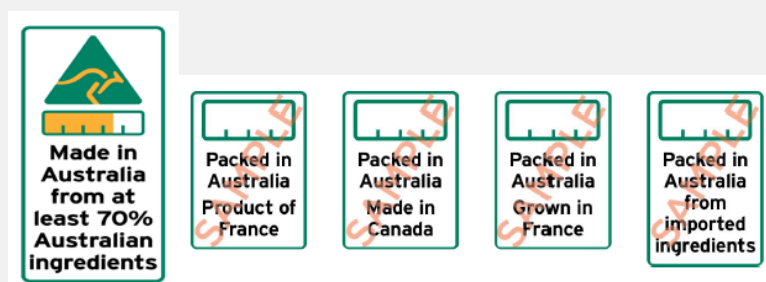 Made in
Australia
from at
least 70%
Australian
ingredients
Packed in
Australia
Product of
France
SAMPLE
Packed in
Australia
Made in
Canada
SAMPLE
Packed in
Australia
Grown in
France
SAMPLE
Packed in
Australia
from
imported
ingredients
SAMPLE